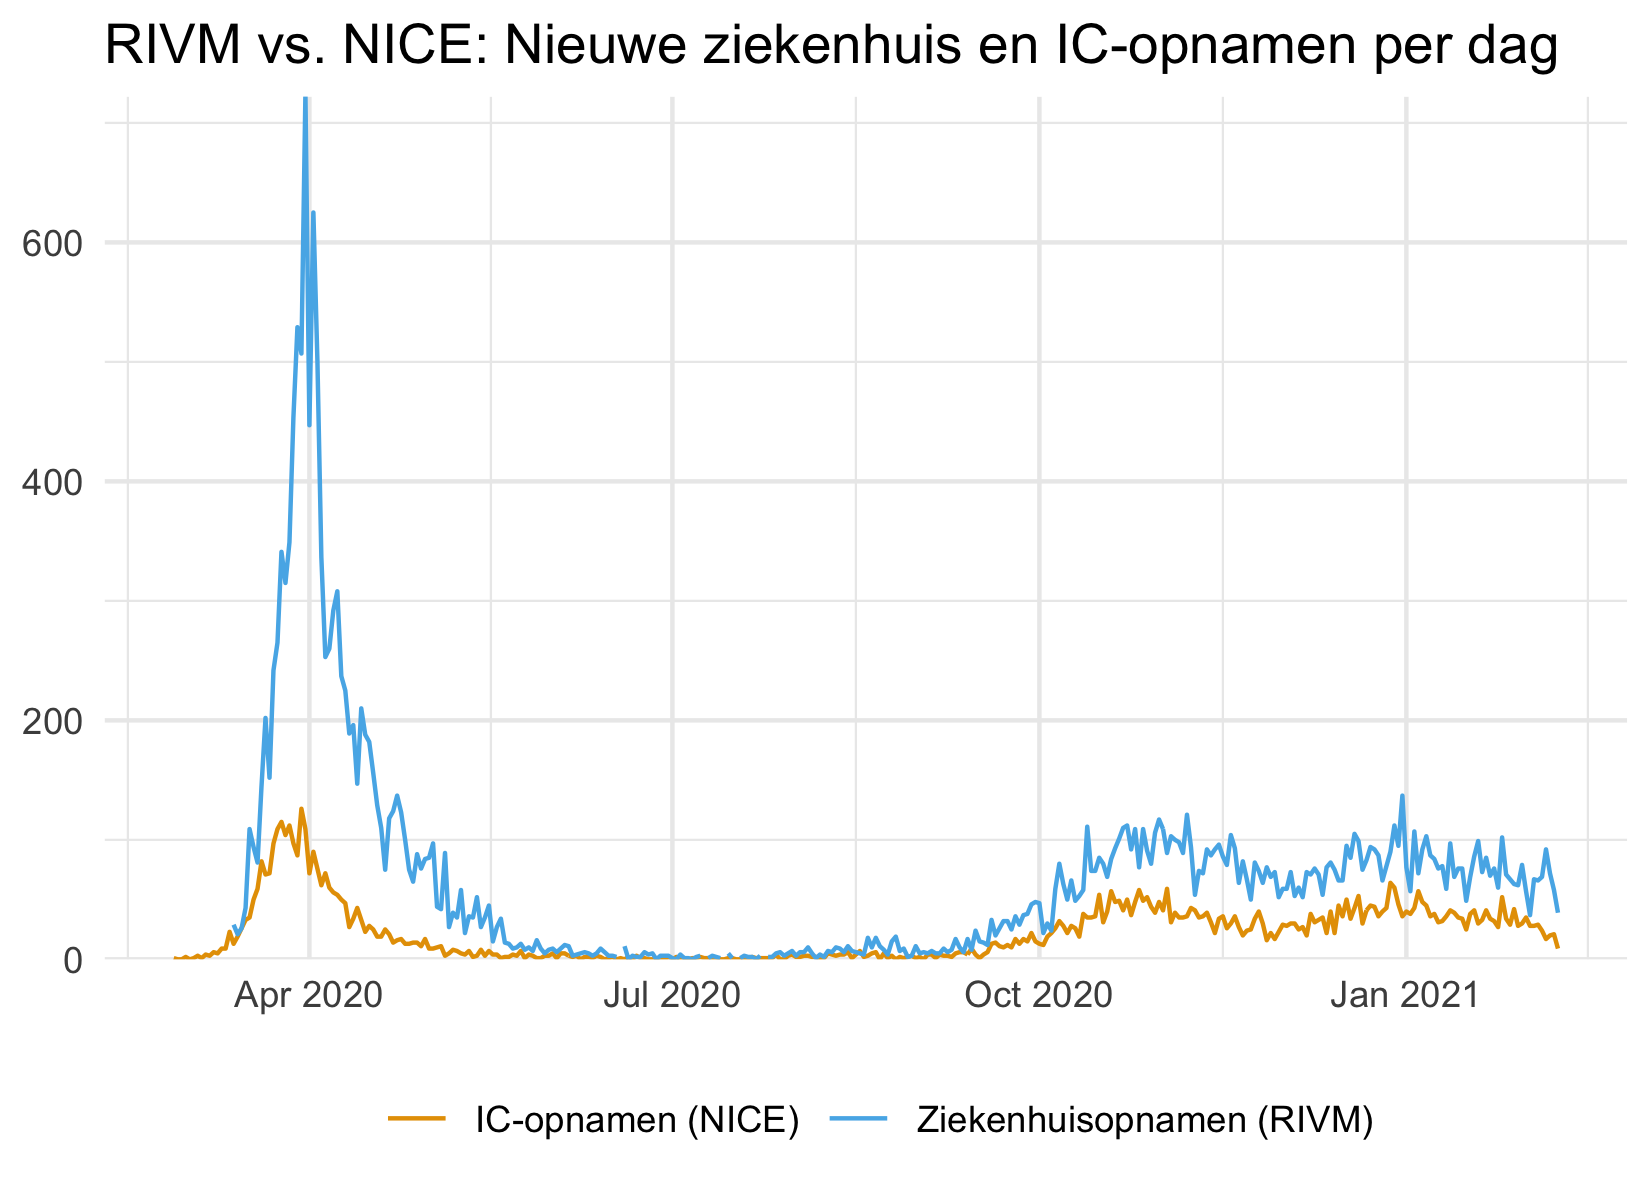 RIVM vs. NICE: Nieuwe ziekenhuis en IC-opnamen per dag
600
400
200
0
Apr 2020 Jul 2020 Oct 2020 Jan 2021
IC-opnamen (NICE) Ziekenhuisopnamen (RIVM)